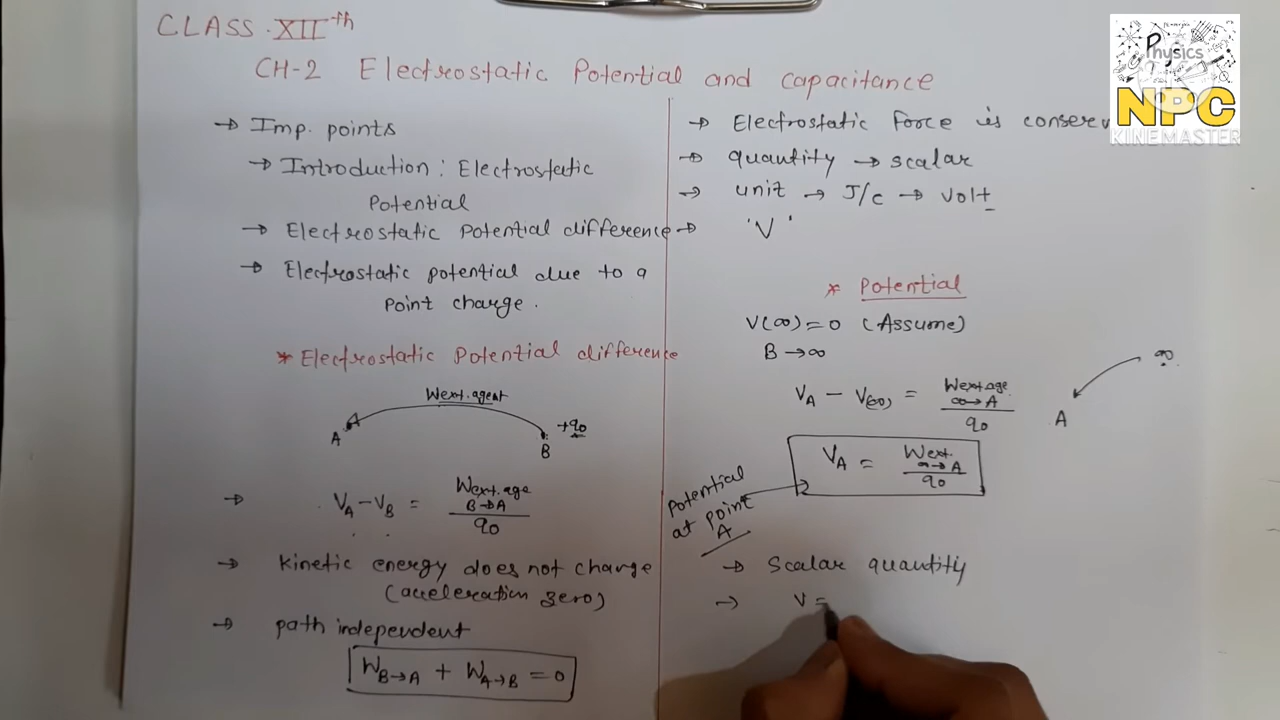 CLASS.XIIth
CH-2 Electrostatic Potential and capacitance
→ Imp. points
→ Introduction : Electrostatic
Potential
→ Electrostatic Potential difference
→ Electrostatic potential due to a
Point charge.
* Electrostatic Potential difference
Wext.agent
A
+q0
B
→ VA - VB = Wext.age B→A / q0
→ kinetic energy does not charge
(acceleration zero)
→ path independent
WB→A + WA→B = 0
→ Electrostatic Force is conserv
→ quantity → scalar
→ unit → J/c → volt
→ 'V'
* Potential
V(∞) = 0 (Assume)
B → ∞
VA - V(∞) = Wext.age ∞→A / q0
A
VA = Wext. ∞→A / q0
Potential
at point
A
→ Scalar quantity
→ V =
Physics
NPC
KINEMASTER